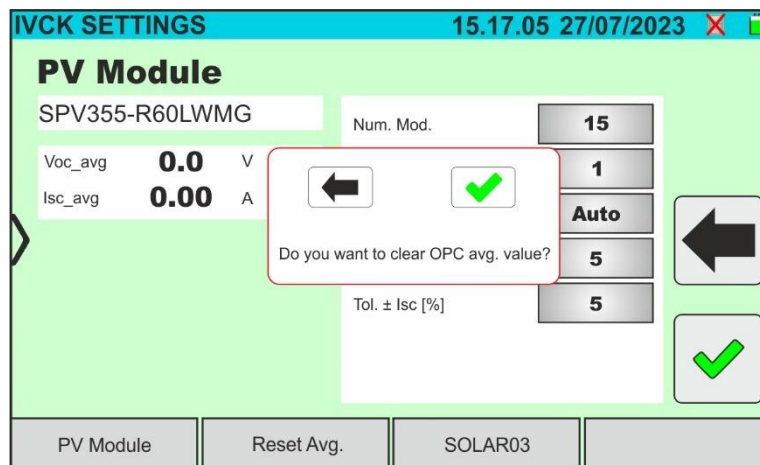 IVCK SETTINGS 15.17.05 27/07/2023
PV Module
SPV355-R60LWMG
Voc_avg 0.0 V
Isc_avg 0.00 A
Num. Mod. 15
1
Auto
5
Tol. ± Isc [%] 5
Do you want to clear OPC avg. value?
PV Module Reset Avg. SOLAR03